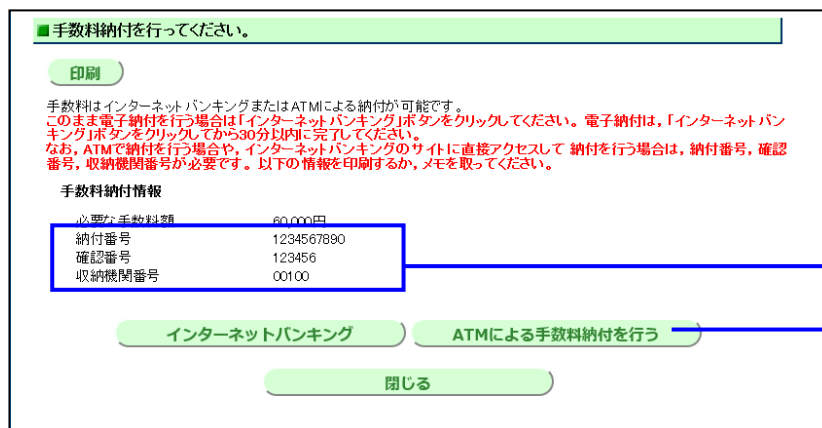 手数料納付を行ってください。
印刷
手数料はインターネットバンキングまたはATMによる納付が可能です。
このまま電子納付を行う場合は「インターネットバンキング」ボタンをクリックしてください。電子納付は,「インターネットバン
キング」ボタンをクリックしてから30分以内に完了してください。
なお,ATMで納付を行う場合や,インターネットバンキングのサイトに直接アクセスして 納付を行う場合は,納付番号,確認
番号,収納機関番号が必要です。以下の情報を印刷するか,メモを取ってください。
手数料納付情報
必要な手数料額 60,000円
納付番号 1234567890
確認番号 123456
収納機関番号 00100
インターネットバンキング ATMによる手数料納付を行う
閉じる